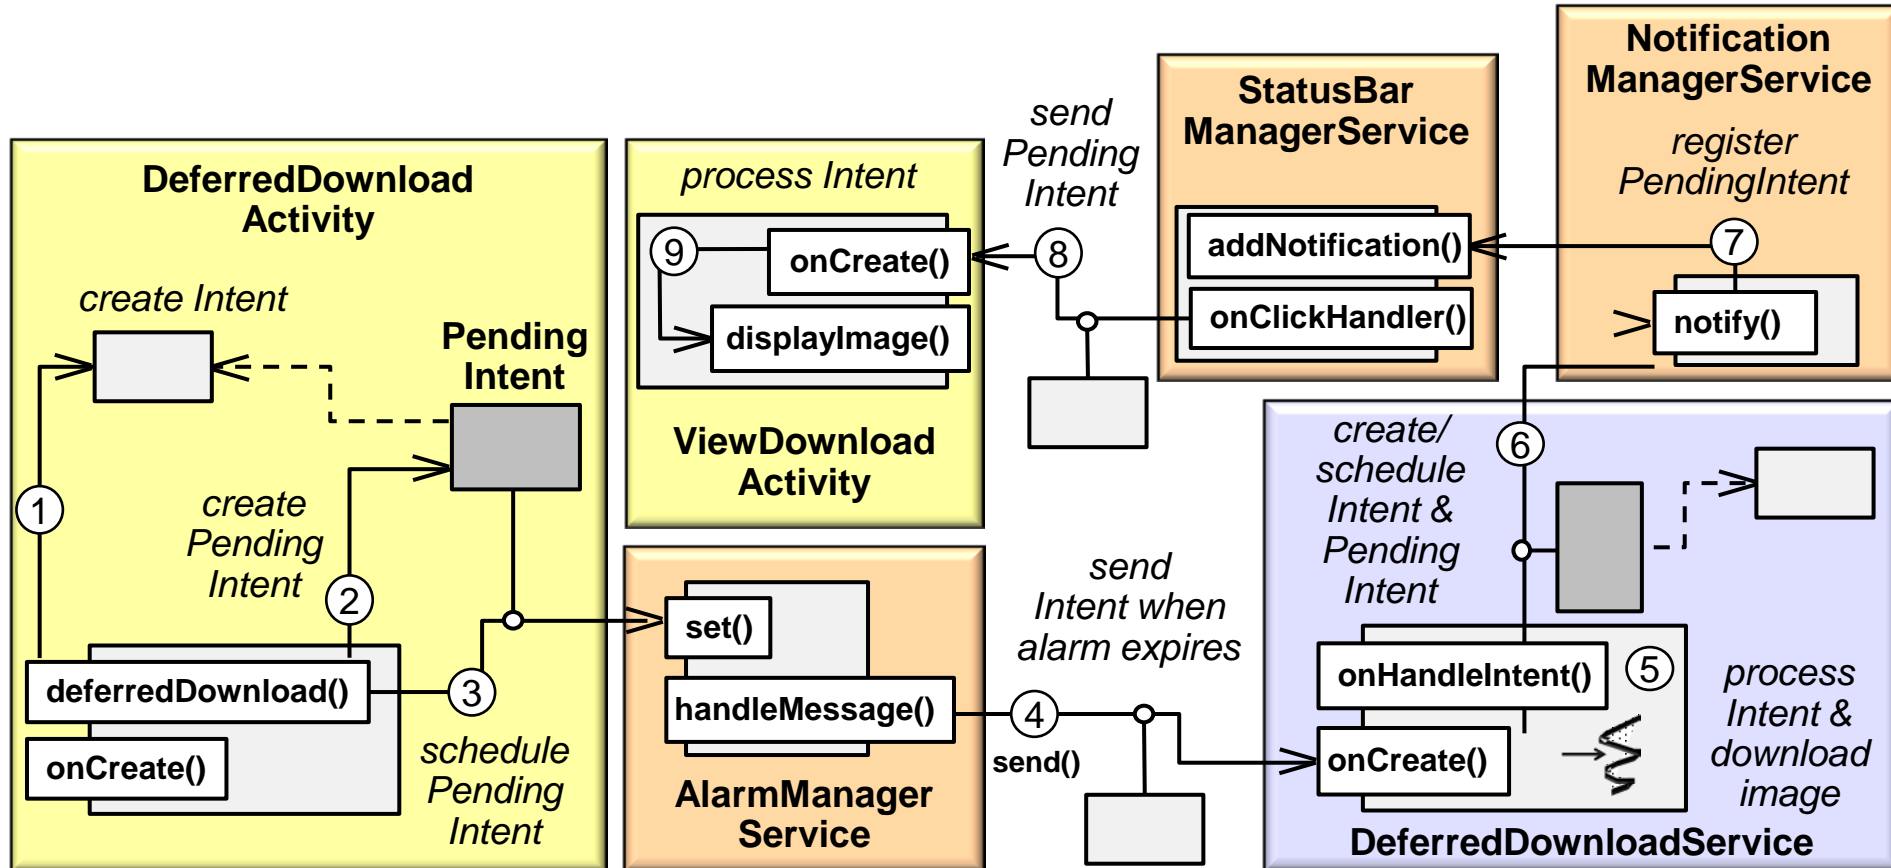 DeferredDownload
Activity
create Intent
Pending
Intent
1
create
Pending
Intent
2
deferredDownload()
3
onCreate()
schedule
Pending
Intent
process Intent
9
onCreate()
displayImage()
ViewDownload
Activity
send
Pending
Intent
8
StatusBar
ManagerService
addNotification()
onClickHandler()
Notification
ManagerService
register
PendingIntent
7
notify()
set()
handleMessage()
AlarmManager
Service
send
Intent when
alarm expires
4
send()
create/
schedule
Intent &
Pending
Intent
6
onHandleIntent()
5
onCreate()
process
Intent &
download
image
DeferredDownloadService